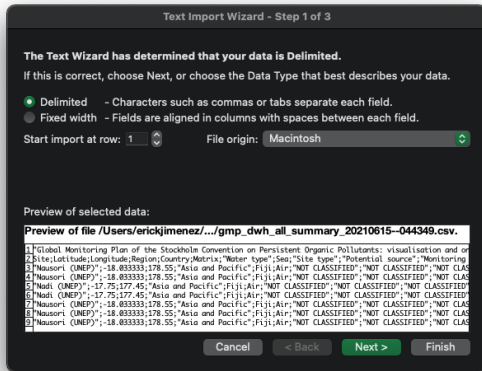 Text Import Wizard - Step 1 of 3
The Text Wizard has determined that your data is Delimited.
If this is correct, choose Next, or choose the Data Type that best describes your data.
Delimited - Characters such as commas or tabs separate each field.
Fixed width - Fields are aligned in columns with spaces between each field.
Start import at row: 1 File origin: Macintosh
Preview of selected data:
Preview of file /Users/erickjimenez/.../gmp_dwh_all_summary_20210615--044349.csv.
1 "Global Monitoring Plan of the Stockholm Convention on Persistent Organic Pollutants: visualisation and on
2 Site;Latitude;Longitude;Region;Country;Matrix;"Water type";Sea;"Site type";"Potential source";"Monitoring
3 "Nausori (UNEP)";-18.033333;178.55;"Asia and Pacific";Fiji;Air;"NOT CLASSIFIED";"NOT CLASSIFIED";"NOT CLAS
4 "Nausori (UNEP)";-18.033333;178.55;"Asia and Pacific";Fiji;Air;"NOT CLASSIFIED";"NOT CLASSIFIED";"NOT CLAS
5 "Nadi (UNEP)";-17.75;177.45;"Asia and Pacific";Fiji;Air;"NOT CLASSIFIED";"NOT CLASSIFIED";"NOT CLASSIFIED"
6 "Nadi (UNEP)";-17.75;177.45;"Asia and Pacific";Fiji;Air;"NOT CLASSIFIED";"NOT CLASSIFIED";"NOT CLASSIFIED"
7 "Nausori (UNEP)";-18.033333;178.55;"Asia and Pacific";Fiji;Air;"NOT CLASSIFIED";"NOT CLASSIFIED";"NOT CLAS
8 "Nausori (UNEP)";-18.033333;178.55;"Asia and Pacific";Fiji;Air;"NOT CLASSIFIED";"NOT CLASSIFIED";"NOT CLAS
9 "Nausori (UNEP)";-18.033333;178.55;"Asia and Pacific";Fiji;Air;"NOT CLASSIFIED";"NOT CLASSIFIED";"NOT CLAS
Cancel < Back Next > Finish